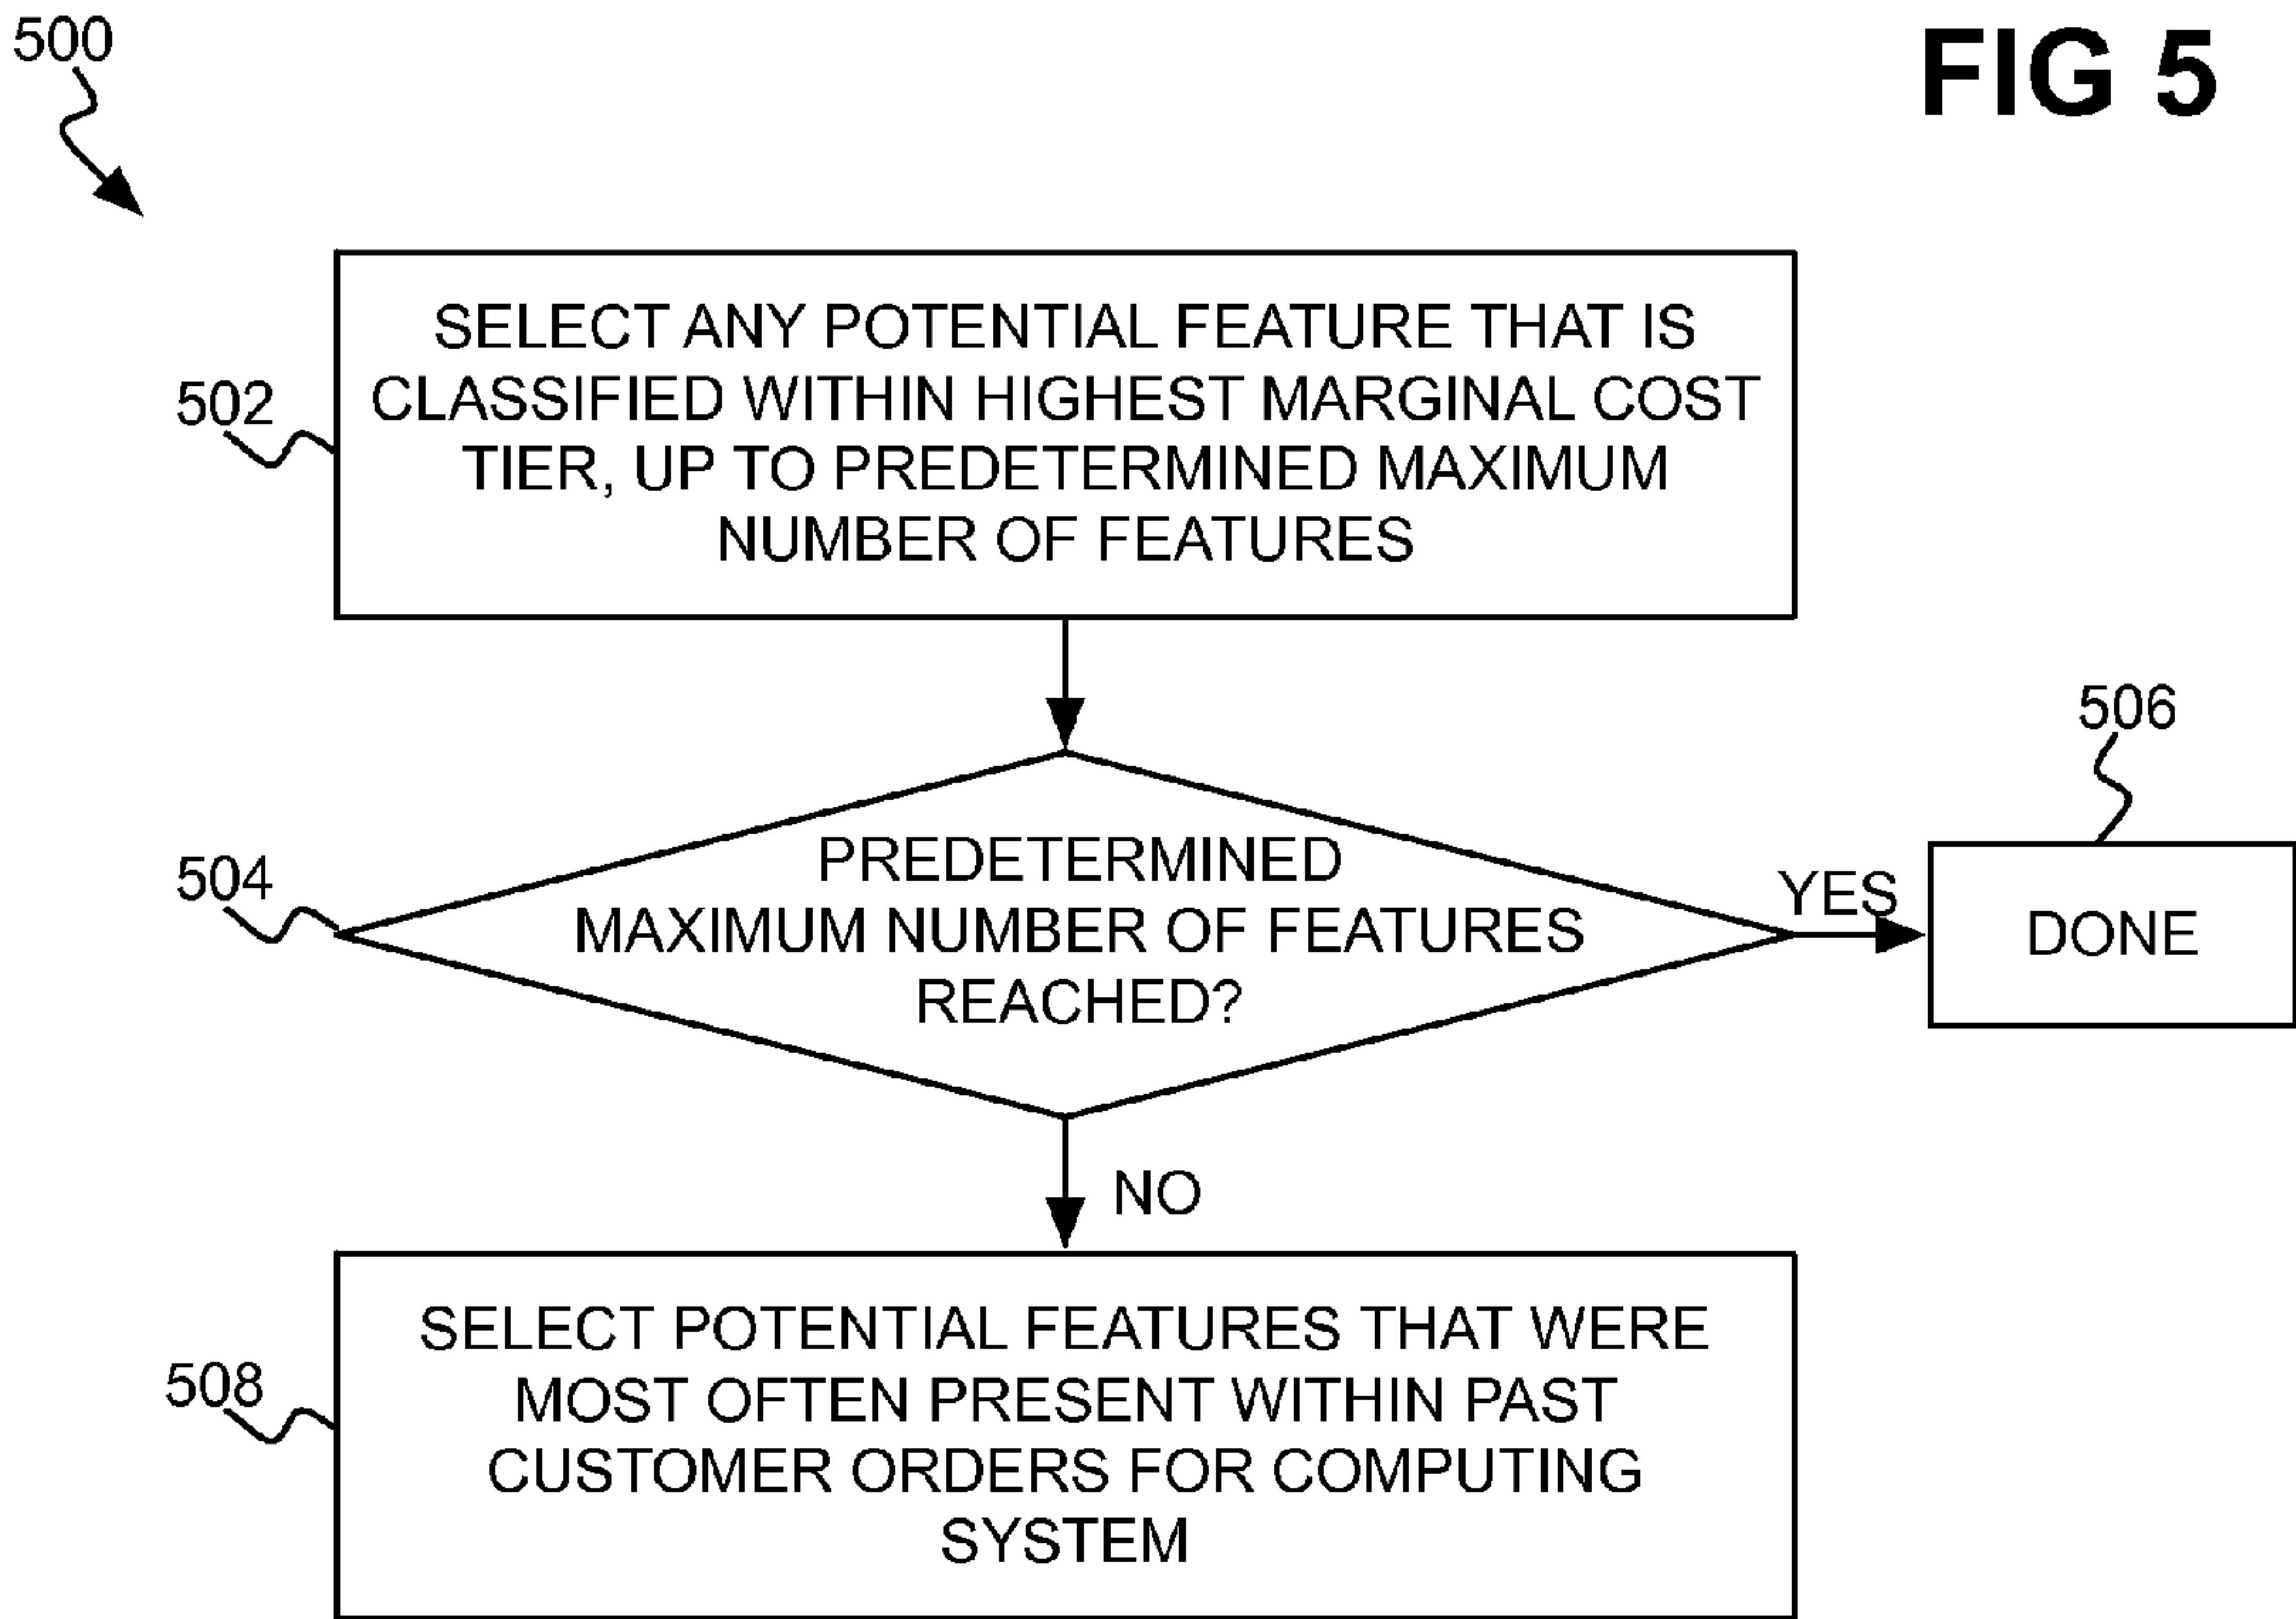 500
FIG 5
502
SELECT ANY POTENTIAL FEATURE THAT IS
CLASSIFIED WITHIN HIGHEST MARGINAL COST
TIER, UP TO PREDETERMINED MAXIMUM
NUMBER OF FEATURES
504
PREDETERMINED
MAXIMUM NUMBER OF FEATURES
REACHED?
YES
506
DONE
NO
508
SELECT POTENTIAL FEATURES THAT WERE
MOST OFTEN PRESENT WITHIN PAST
CUSTOMER ORDERS FOR COMPUTING
SYSTEM